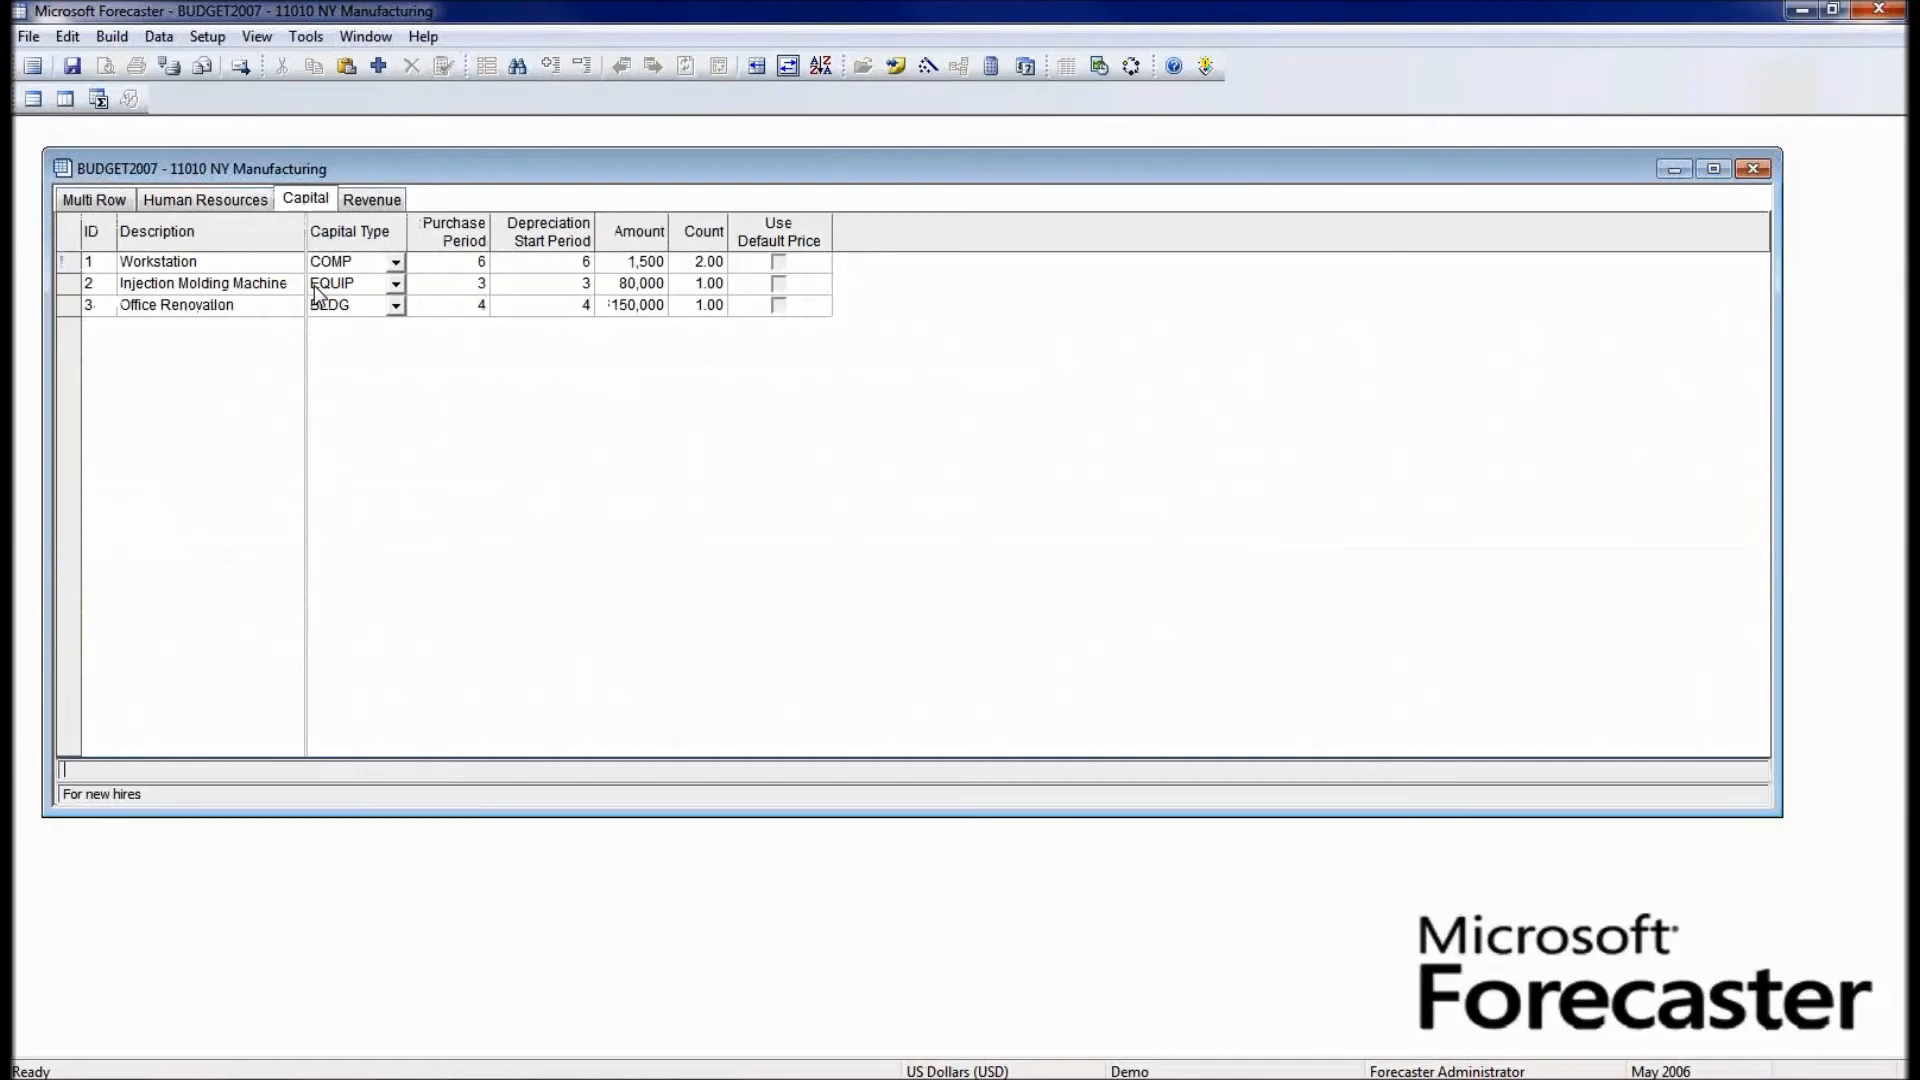 Microsoft Forecaster - BUDGET2007 - 11010 NY Manufacturing
File Edit Build Data Setup View Tools Window Help
BUDGET2007 - 11010 NY Manufacturing
Multi Row Human Resources Capital Revenue
ID Description Capital Type Purchase Period Depreciation Start Period Amount Count Use Default Price
1 Workstation COMP 6 6 1,500 2.00
2 Injection Molding Machine EQUIP 3 3 80,000 1.00
3 Office Renovation BLDG 4 4 150,000 1.00
For new hires
Microsoft
Forecaster
Ready US Dollars (USD) Demo Forecaster Administrator May 2006